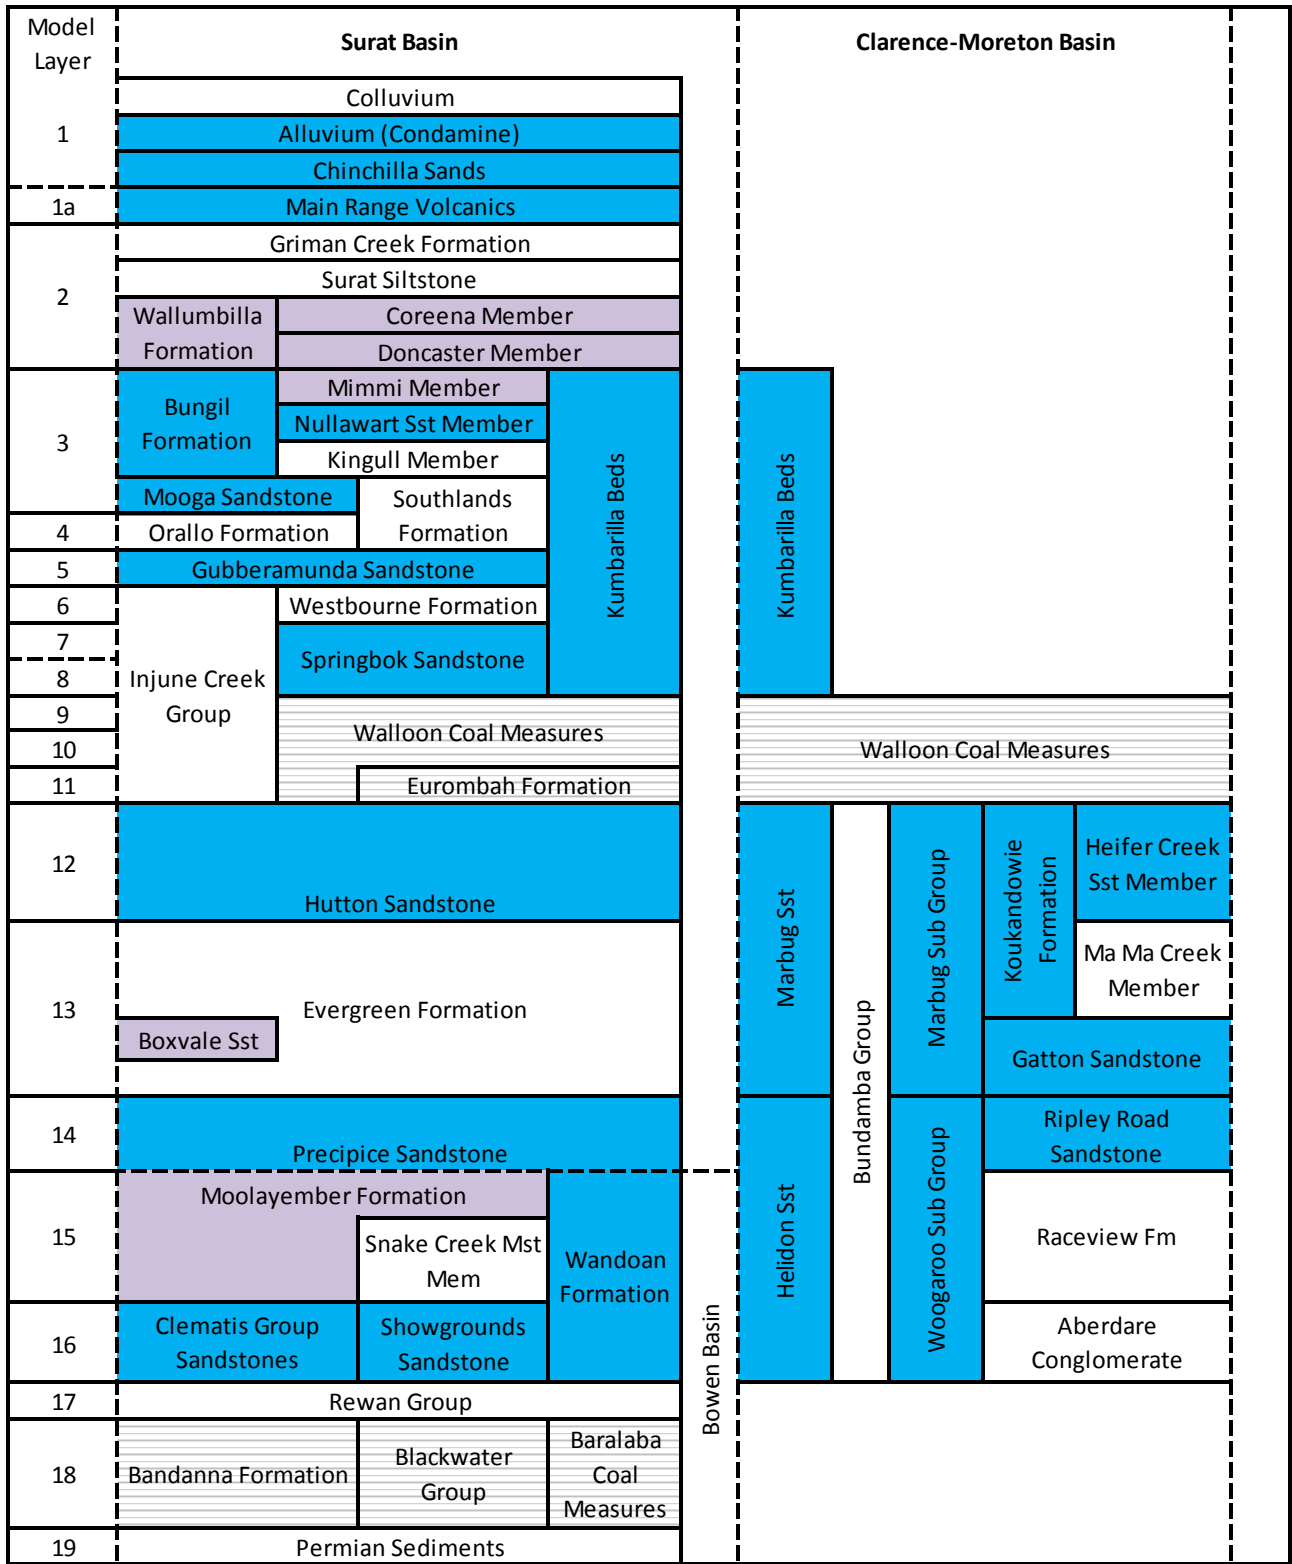 Model
Layer
Surat Basin
Clarence-Moreton Basin
Colluvium
1
Alluvium (Condamine)
Chinchilla Sands
1a
Main Range Volcanics
Griman Creek Formation
2
Surat Siltstone
Wallumbilla
Formation
Coreena Member
Doncaster Member
3
Bungil
Formation
Mimmi Member
Nullawart Sst Member
Kingull Member
Kumbarilla Beds
Kumbarilla Beds
Mooga Sandstone
Southlands
Formation
4
Orallo Formation
5
Gubberamunda Sandstone
6
Westbourne Formation
7
Springbok Sandstone
8
Injune Creek
Group
9
Walloon Coal Measures
Walloon Coal Measures
10
11
Eurombah Formation
12
Hutton Sandstone
Marbug Sst
Bundamba Group
Marbug Sub Group
Koukandowie
Formation
Heifer Creek
Sst Member
Ma Ma Creek
Member
13
Evergreen Formation
Boxvale Sst
Gatton Sandstone
14
Precipice Sandstone
Helidon Sst
Woogaroo Sub Group
Ripley Road
Sandstone
15
Moolayember Formation
Snake Creek Mst
Mem
Wandoan
Formation
Raceview Fm
16
Clematis Group
Sandstones
Showgrounds
Sandstone
Bowen Basin
Aberdare
Conglomerate
17
Rewan Group
18
Bandanna Formation
Blackwater
Group
Baralaba
Coal
Measures
19
Permian Sediments